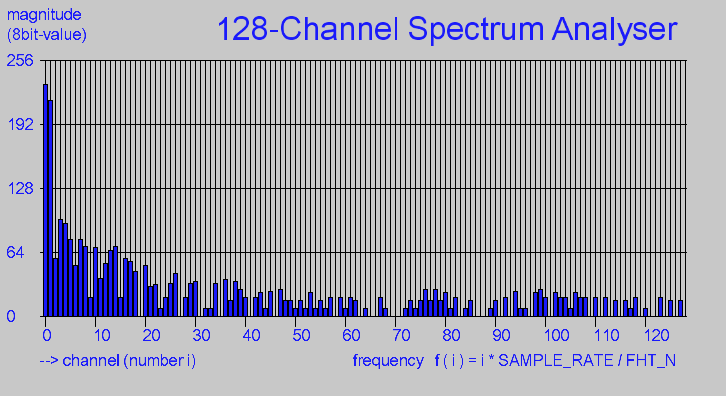 magnitude
(8bit-value)
128-Channel Spectrum Analyser
256
192
128
64
0
0 10 20 30 40 50 60 70 80 90 100 110 120
--> channel (number i)
frequency f ( i ) = i * SAMPLE_RATE / FHT_N